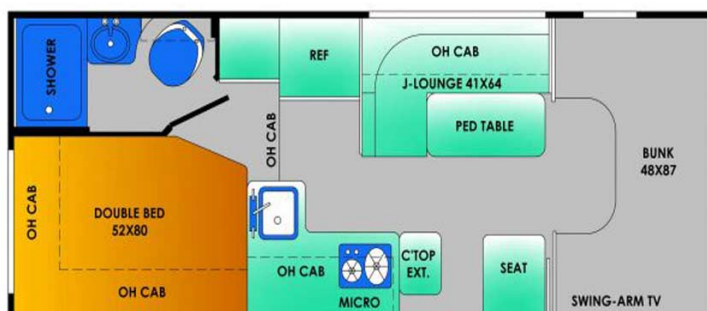 SHOWER
REF
OH CAB
J-LOUNGE 41X64
PED TABLE
OH CAB
BUNK
48X87
OH CAB
DOUBLE BED
52X80
OH CAB
OH CAB
MICRO
C'TOP
EXT.
SEAT
SWING-ARM TV